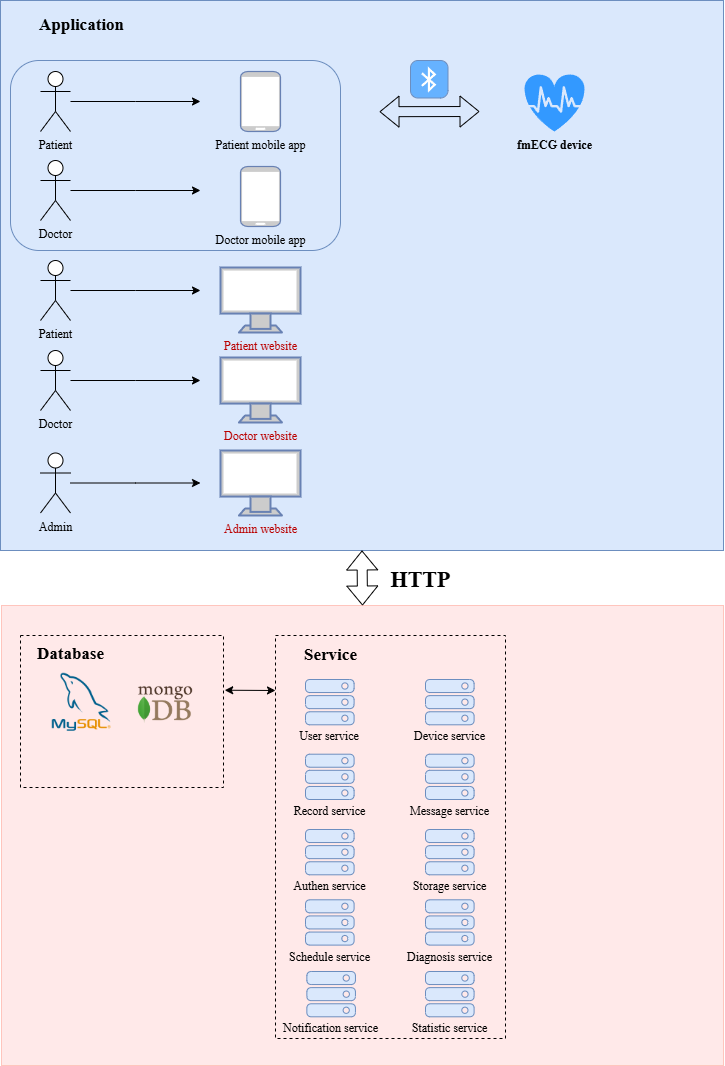 Application
Patient
Patient mobile app
fmECG device
Doctor
Doctor mobile app
Patient
Patient website
Doctor
Doctor website
Admin
Admin website
HTTP
Database
MySQL
mongo
DB
Service
User service
Device service
Record service
Message service
Authen service
Storage service
Schedule service
Diagnosis service
Notification service
Statistic service